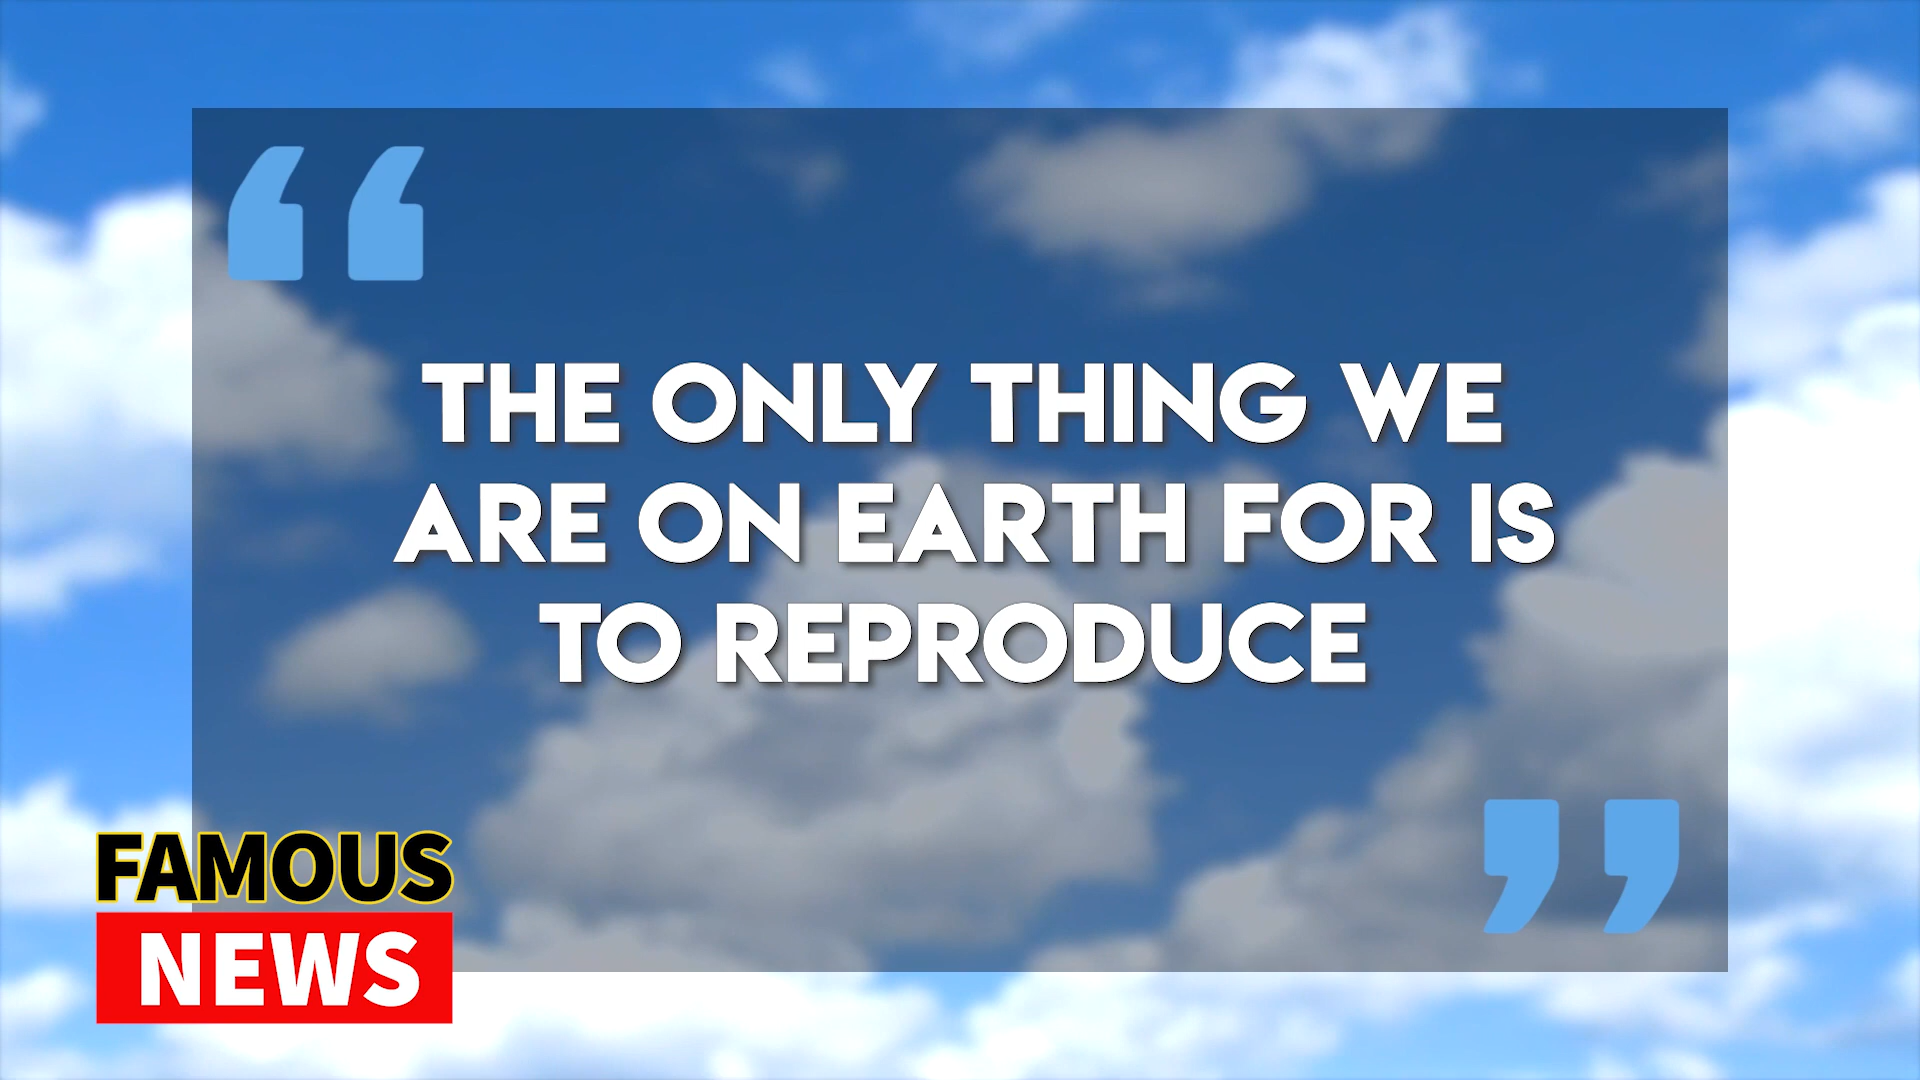 “
THE ONLY THING WE
ARE ON EARTH FOR IS
TO REPRODUCE
”
FAMOUS
NEWS